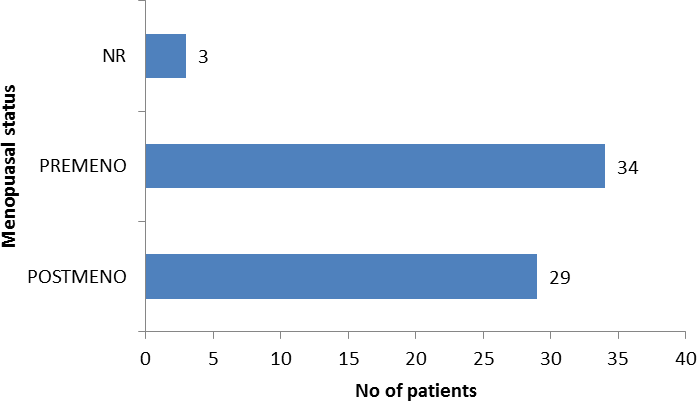 Menopuasal status
NR
3
PREMENO
34
POSTMENO
29
0 5 10 15 20 25 30 35 40
No of patients